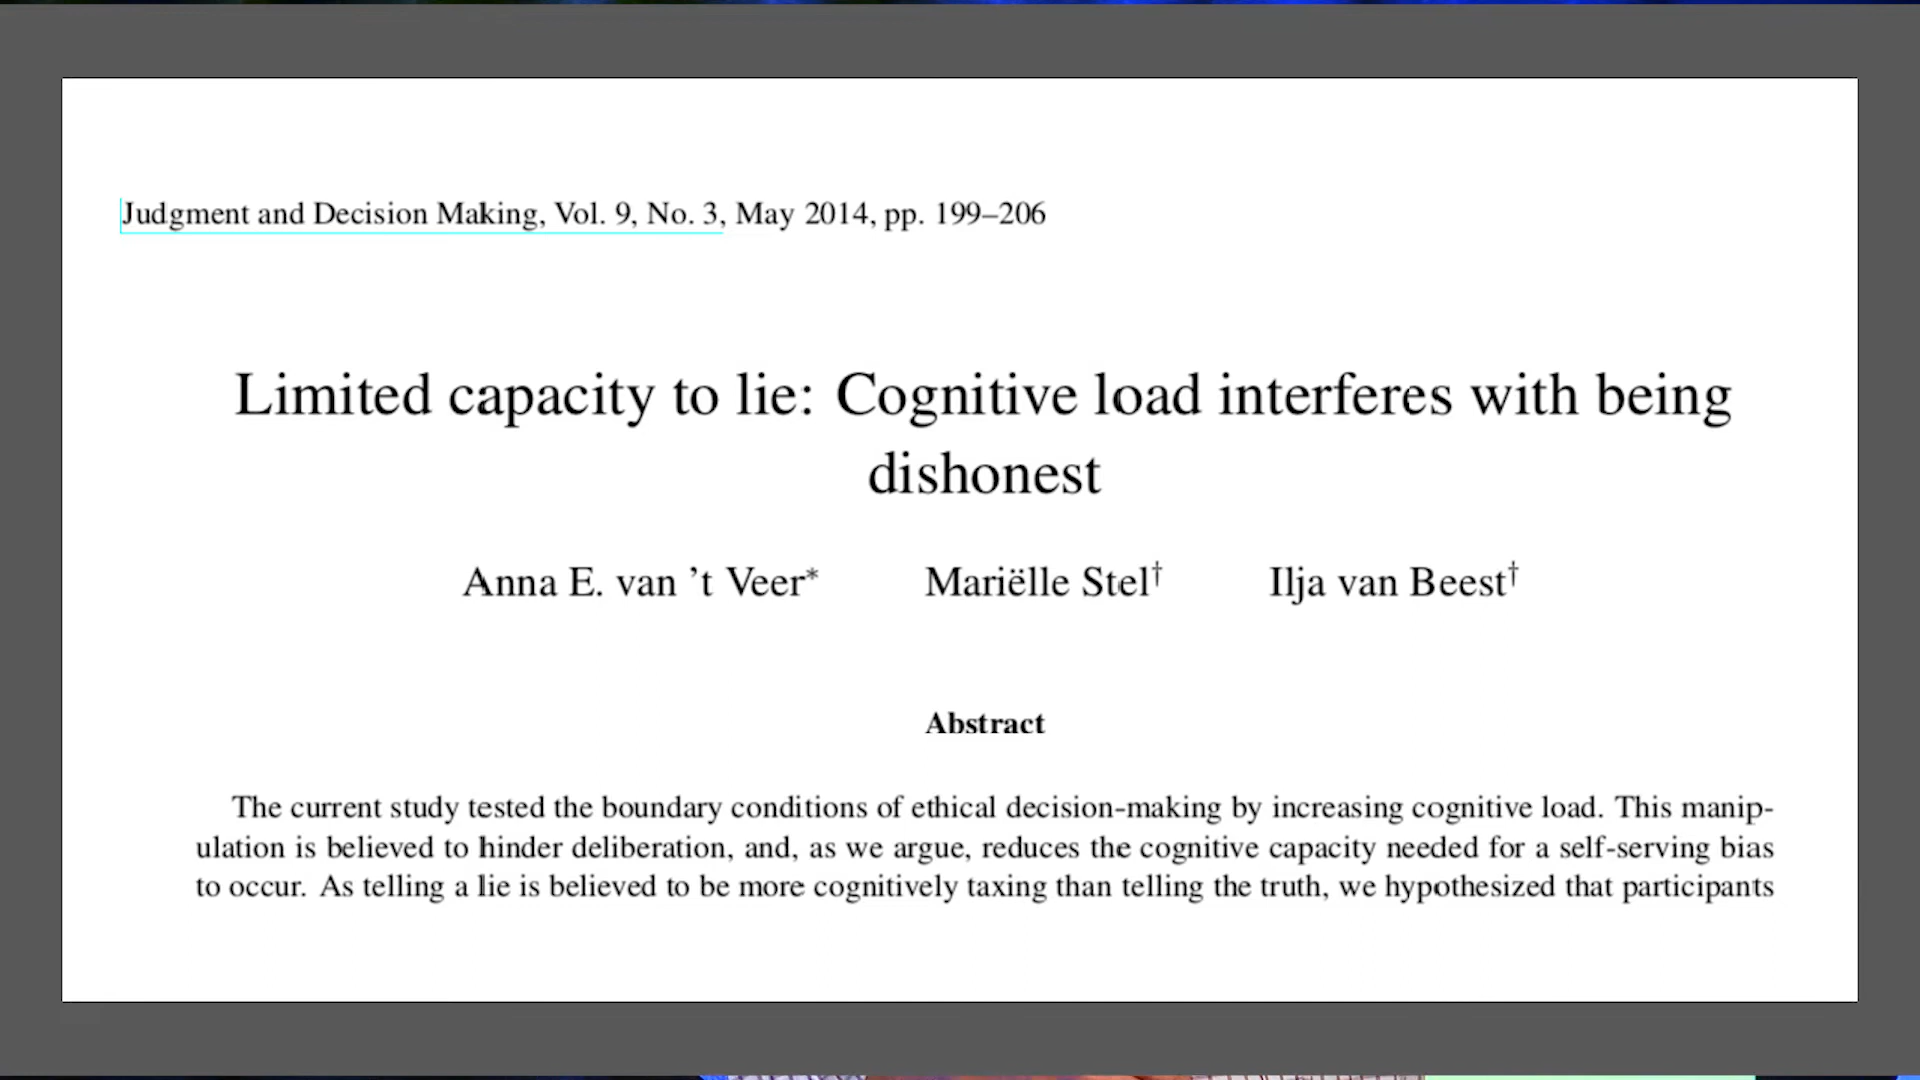 Judgment and Decision Making, Vol. 9, No. 3, May 2014, pp. 199–206
Limited capacity to lie: Cognitive load interferes with being
dishonest
Anna E. van ’t Veer* Mariëlle Stel† Ilja van Beest†
Abstract
The current study tested the boundary conditions of ethical decision-making by increasing cognitive load. This manip-
ulation is believed to hinder deliberation, and, as we argue, reduces the cognitive capacity needed for a self-serving bias
to occur. As telling a lie is believed to be more cognitively taxing than telling the truth, we hypothesized that participants